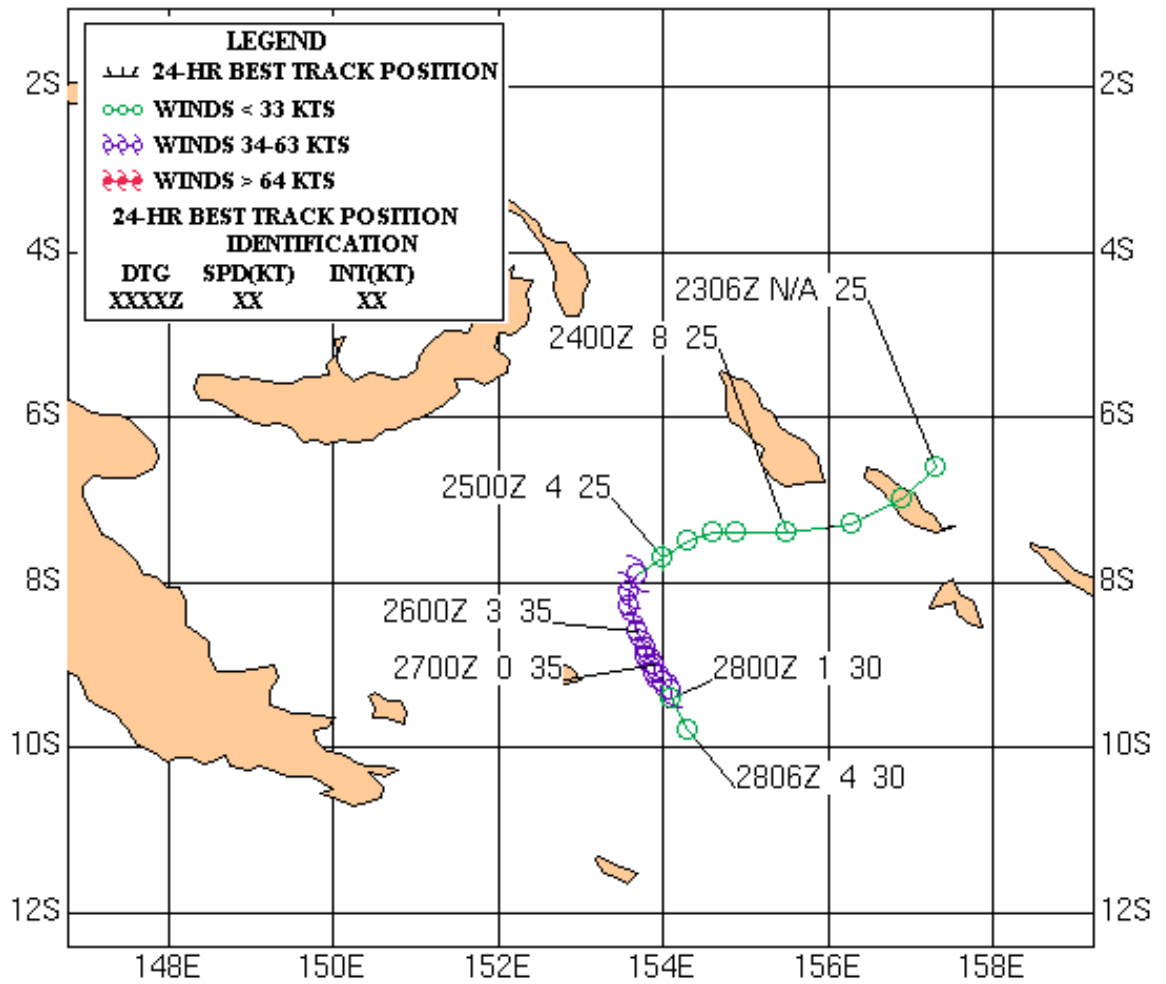 LEGEND
24-HR BEST TRACK POSITION
WINDS < 33 KTS
WINDS 34-63 KTS
WINDS > 64 KTS
24-HR BEST TRACK POSITION
IDENTIFICATION
DTG SPD(KT) INT(KT)
XXXXZ XX XX
2S 2S
4S 4S
2306Z N/A 25
2400Z 8 25
6S 6S
2500Z 4 25
8S 8S
2600Z 3 35
2700Z 0 35 2800Z 1 30
10S 10S
2806Z 4 30
12S 12S
148E 150E 152E 154E 156E 158E